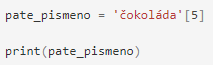 pate_pismeno = 'čokoláda'[5]
print(pate_pismeno)